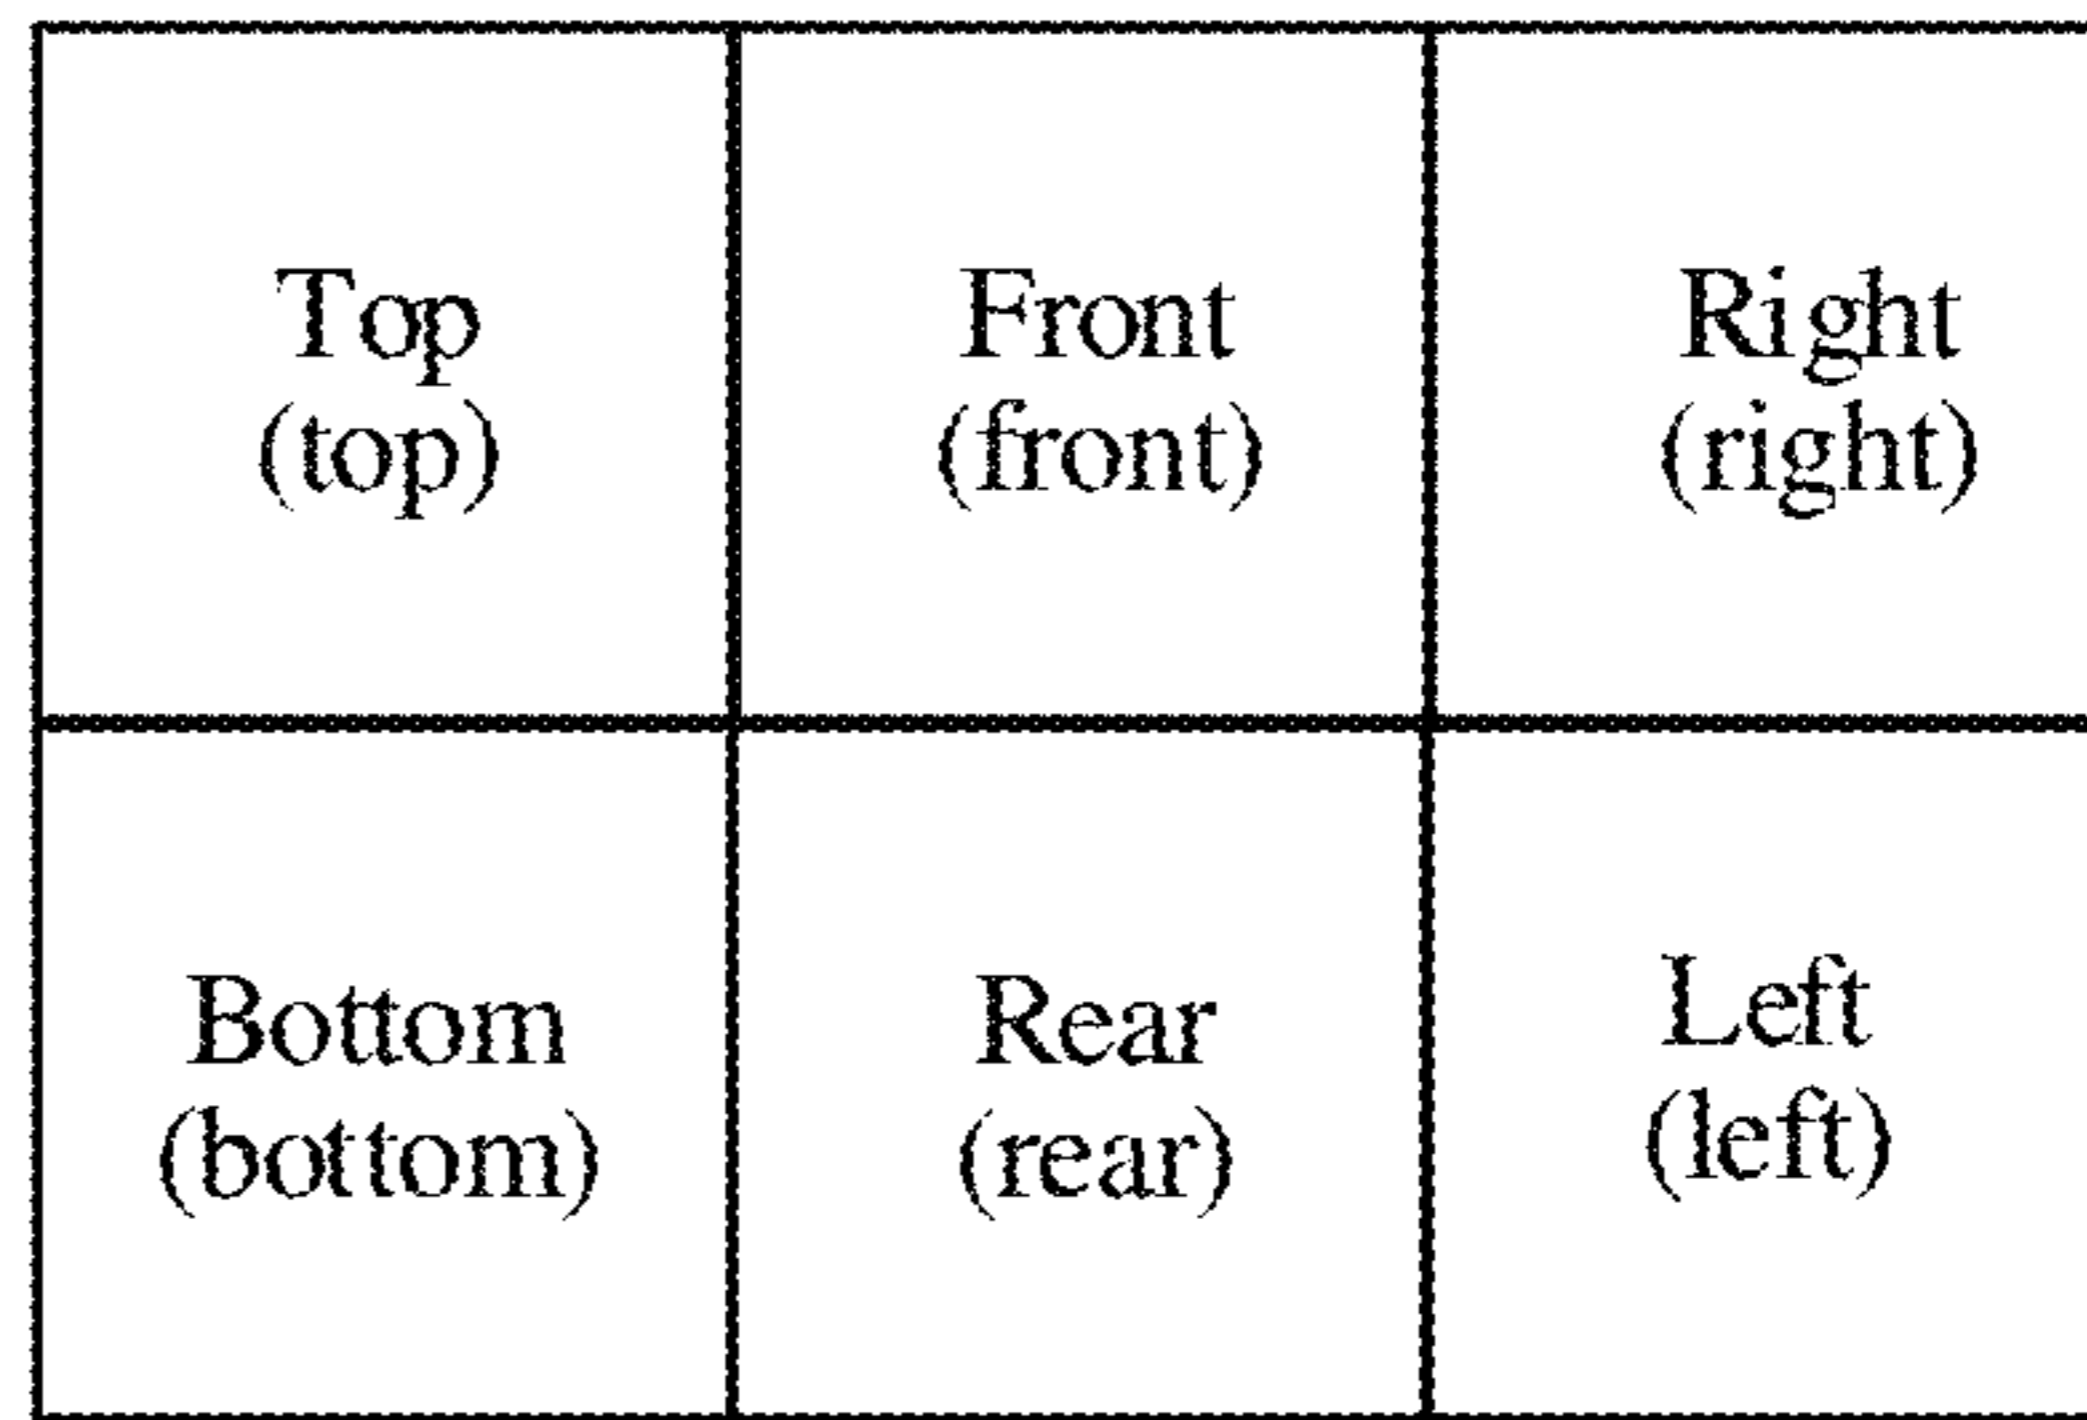 Top
(top)
Front
(front)
Right
(right)
Bottom
(bottom)
Rear
(rear)
Left
(left)